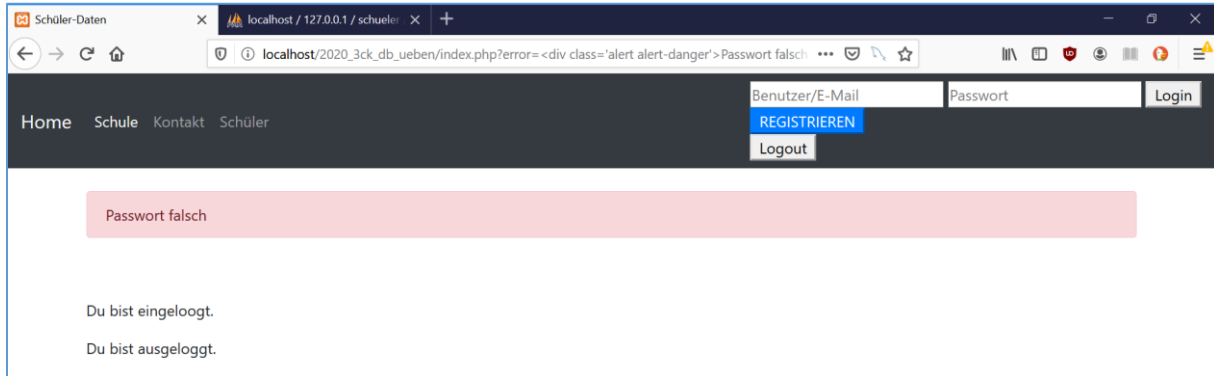 Schüler-Daten
localhost / 127.0.0.1 / schueler
localhost/2020_3ck_db_ueben/index.php?error=<div class='alert alert-danger'>Passwort falsch
Benutzer/E-Mail Passwort Login
Home Schule Kontakt Schüler REGISTRIEREN
Logout
Passwort falsch
Du bist eingeloogt.
Du bist ausgeloggt.